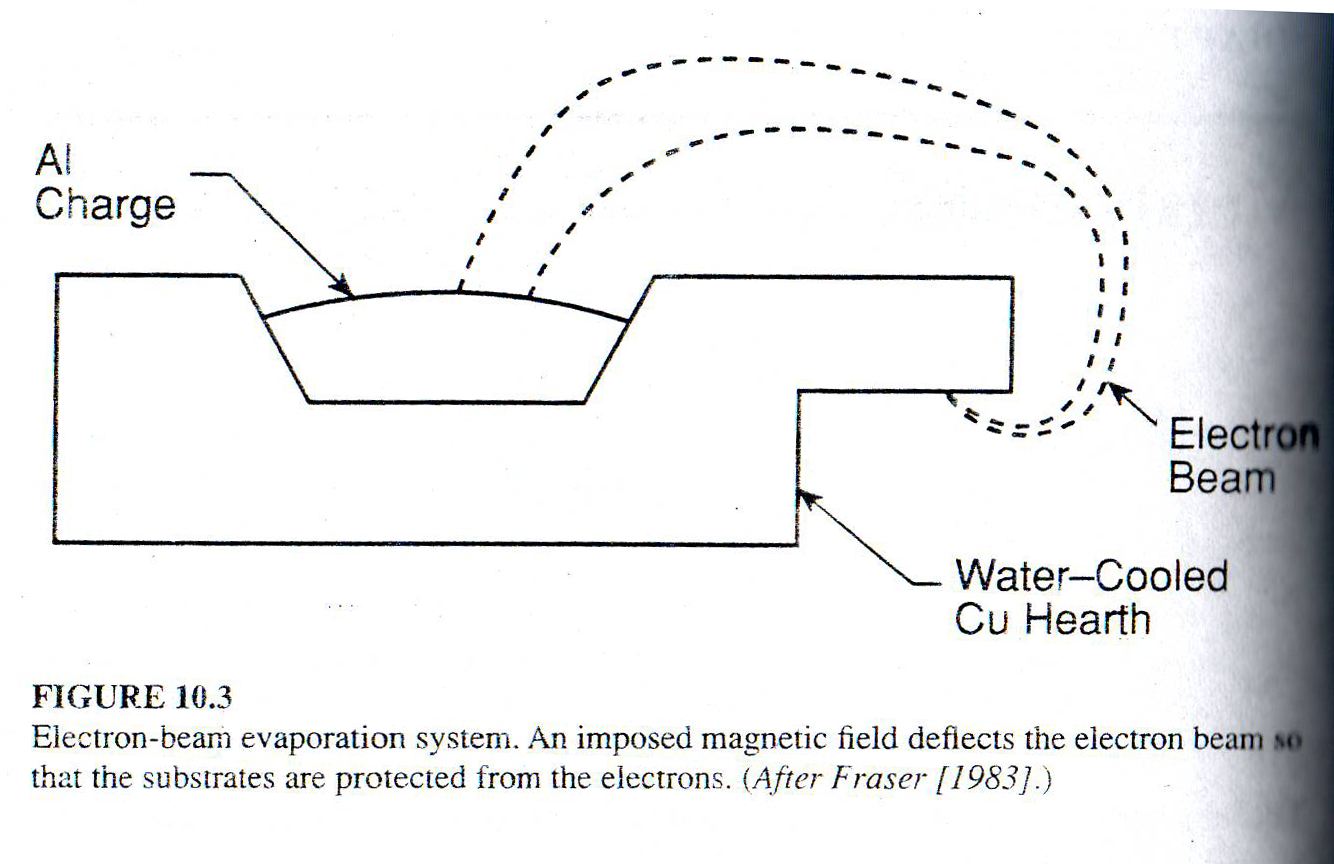 Al
Charge
Electron
Beam
Water–Cooled
Cu Hearth
FIGURE 10.3
Electron-beam evaporation system. An imposed magnetic field deflects the electron beam so
that the substrates are protected from the electrons. (After Fraser [1983].)